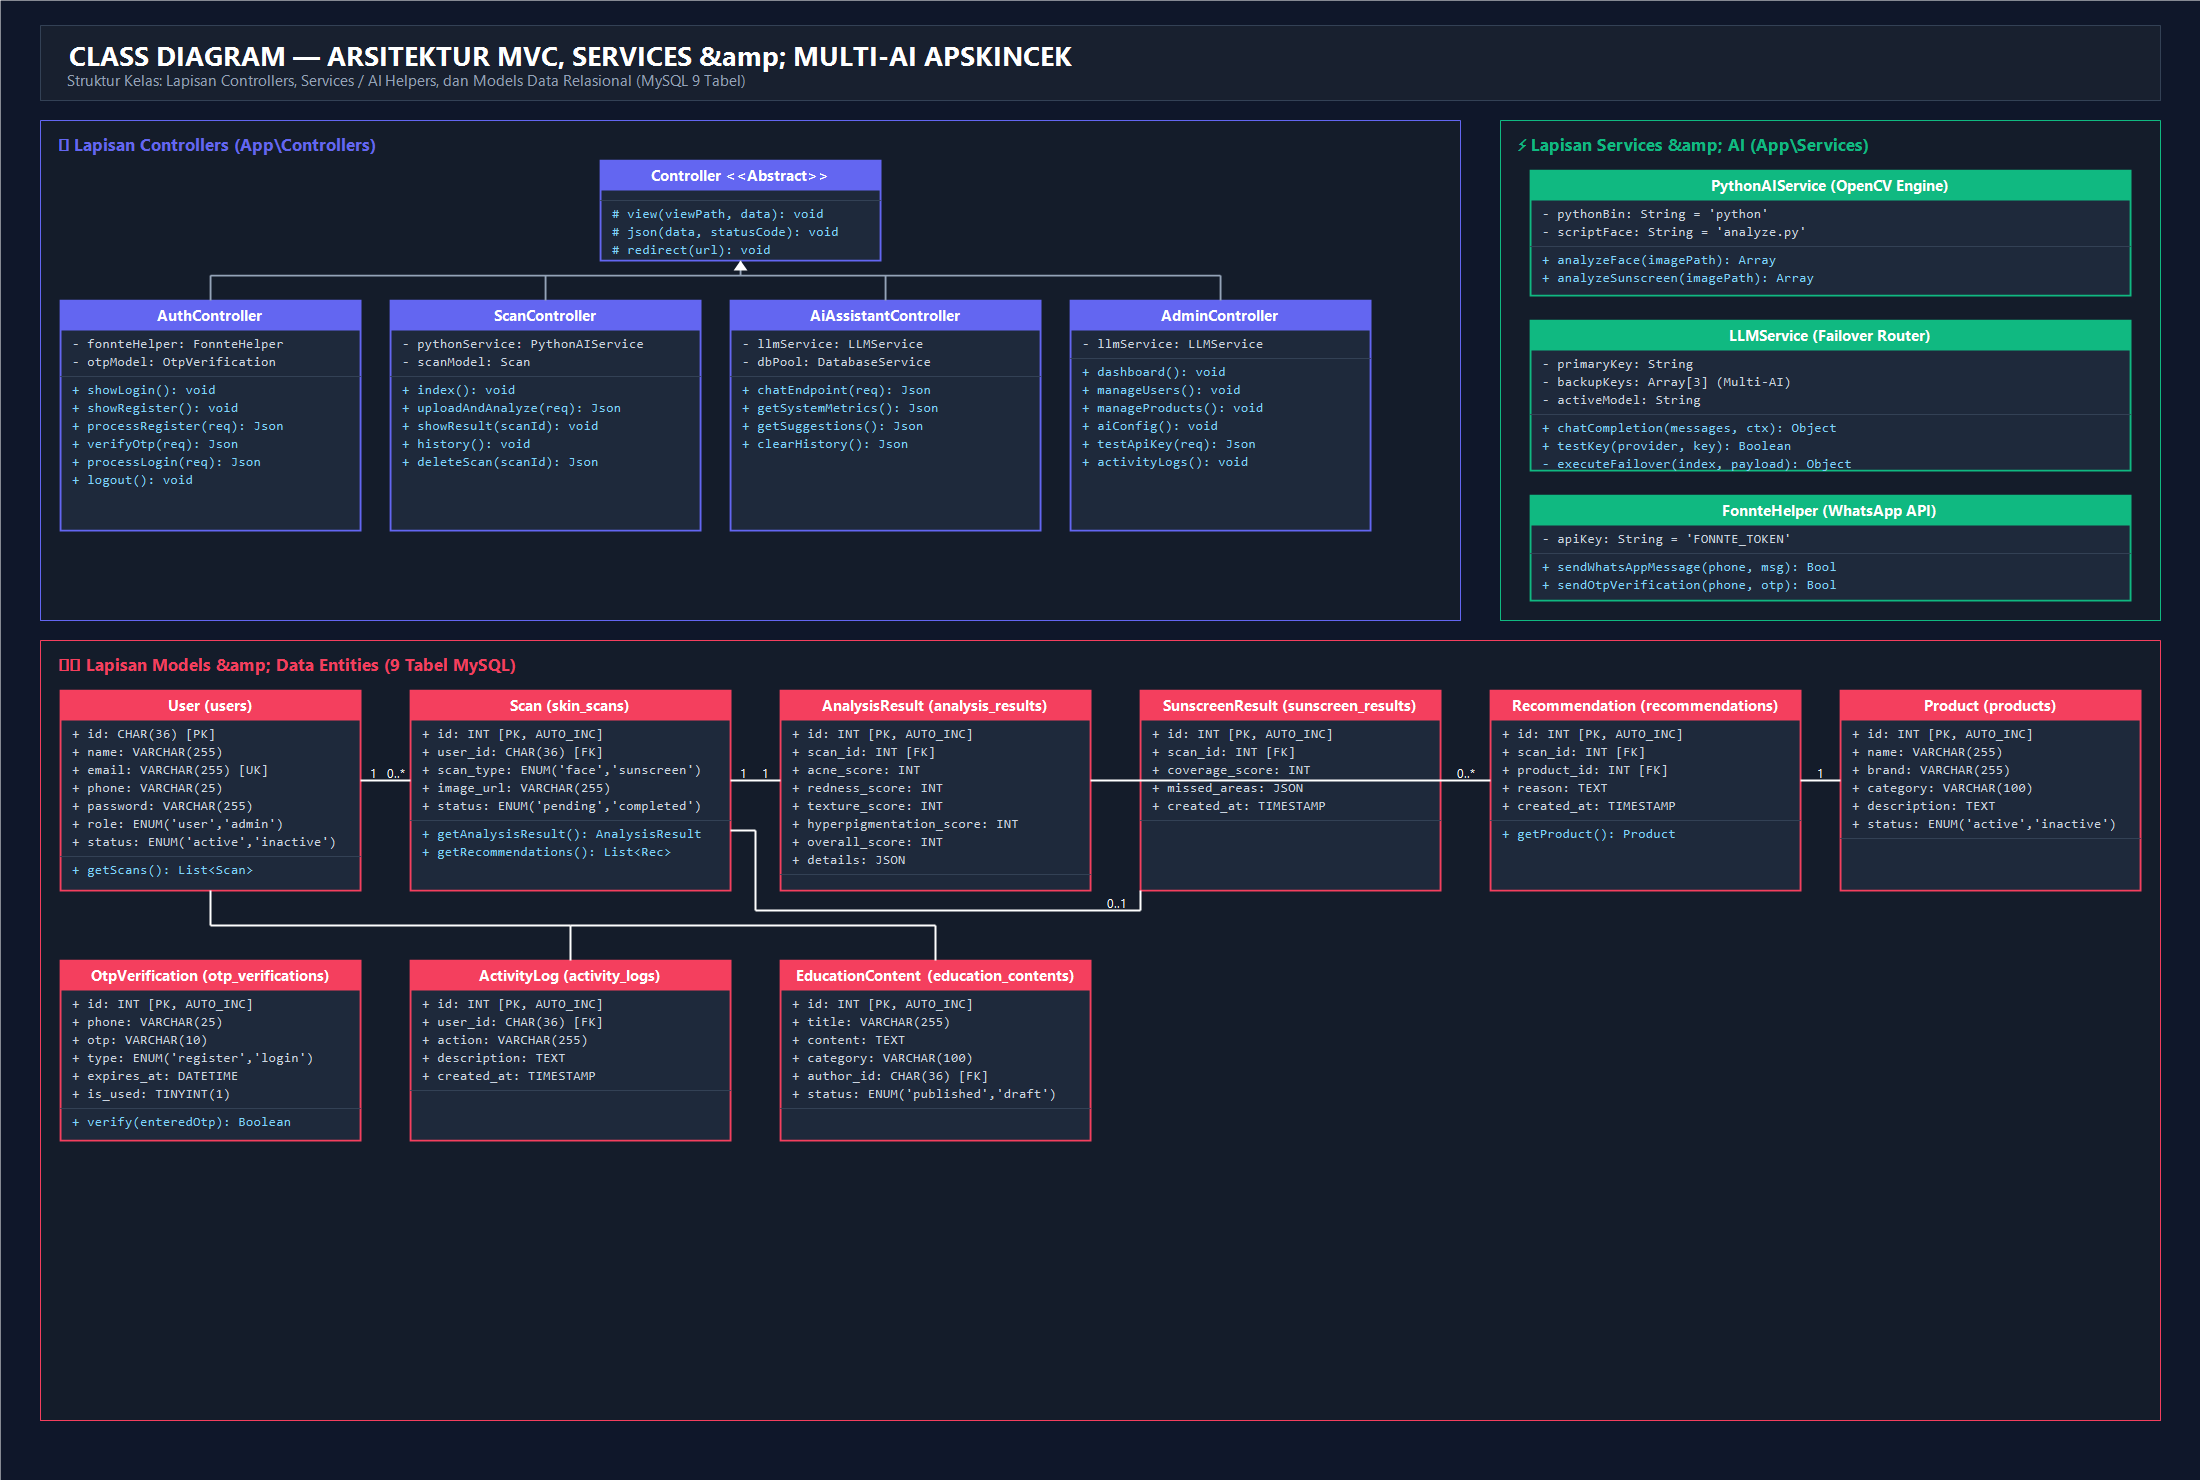 CLASS DIAGRAM — ARSITEKTUR MVC, SERVICES &amp; MULTI-AI APSKINCEK
Struktur Kelas: Lapisan Controllers, Services / AI Helpers, dan Models Data Relasional (MySQL 9 Tabel)
Lapisan Controllers (App\Controllers)
Controller <<Abstract>>
# view(viewPath, data): void
# json(data, statusCode): void
# redirect(url): void
AuthController
- fonnteHelper: FonnteHelper
- otpModel: OtpVerification
+ showLogin(): void
+ showRegister(): void
+ processRegister(req): Json
+ verifyOtp(req): Json
+ processLogin(req): Json
+ logout(): void
ScanController
- pythonService: PythonAIService
- scanModel: Scan
+ index(): void
+ uploadAndAnalyze(req): Json
+ showResult(scanId): void
+ history(): void
+ deleteScan(scanId): Json
AiAssistantController
- llmService: LLMService
- dbPool: DatabaseService
+ chatEndpoint(req): Json
+ getSystemMetrics(): Json
+ getSuggestions(): Json
+ clearHistory(): Json
AdminController
- llmService: LLMService
+ dashboard(): void
+ manageUsers(): void
+ manageProducts(): void
+ aiConfig(): void
+ testApiKey(req): Json
+ activityLogs(): void
⚡ Lapisan Services &amp; AI (App\Services)
PythonAIService (OpenCV Engine)
- pythonBin: String = 'python'
- scriptFace: String = 'analyze.py'
+ analyzeFace(imagePath): Array
+ analyzeSunscreen(imagePath): Array
LLMService (Failover Router)
- primaryKey: String
- backupKeys: Array[3] (Multi-AI)
- activeModel: String
+ chatCompletion(messages, ctx): Object
+ testKey(provider, key): Boolean
- executeFailover(index, payload): Object
FonnteHelper (WhatsApp API)
- apiKey: String = 'FONNTE_TOKEN'
+ sendWhatsAppMessage(phone, msg): Bool
+ sendOtpVerification(phone, otp): Bool
Lapisan Models &amp; Data Entities (9 Tabel MySQL)
User (users)
+ id: CHAR(36) [PK]
+ name: VARCHAR(255)
+ email: VARCHAR(255) [UK]
+ phone: VARCHAR(25)
+ password: VARCHAR(255)
+ role: ENUM('user','admin')
+ status: ENUM('active','inactive')
+ getScans(): List<Scan>
1 0..*
Scan (skin_scans)
+ id: INT [PK, AUTO_INC]
+ user_id: CHAR(36) [FK]
+ scan_type: ENUM('face','sunscreen')
+ image_url: VARCHAR(255)
+ status: ENUM('pending','completed')
+ getAnalysisResult(): AnalysisResult
+ getRecommendations(): List<Rec>
1 1
AnalysisResult (analysis_results)
+ id: INT [PK, AUTO_INC]
+ scan_id: INT [FK]
+ acne_score: INT
+ redness_score: INT
+ texture_score: INT
+ hyperpigmentation_score: INT
+ overall_score: INT
+ details: JSON
0..1
SunscreenResult (sunscreen_results)
+ id: INT [PK, AUTO_INC]
+ scan_id: INT [FK]
+ coverage_score: INT
+ missed_areas: JSON
+ created_at: TIMESTAMP
0..*
Recommendation (recommendations)
+ id: INT [PK, AUTO_INC]
+ scan_id: INT [FK]
+ product_id: INT [FK]
+ reason: TEXT
+ created_at: TIMESTAMP
+ getProduct(): Product
1
Product (products)
+ id: INT [PK, AUTO_INC]
+ name: VARCHAR(255)
+ brand: VARCHAR(255)
+ category: VARCHAR(100)
+ description: TEXT
+ status: ENUM('active','inactive')
OtpVerification (otp_verifications)
+ id: INT [PK, AUTO_INC]
+ phone: VARCHAR(25)
+ otp: VARCHAR(10)
+ type: ENUM('register','login')
+ expires_at: DATETIME
+ is_used: TINYINT(1)
+ verify(enteredOtp): Boolean
ActivityLog (activity_logs)
+ id: INT [PK, AUTO_INC]
+ user_id: CHAR(36) [FK]
+ action: VARCHAR(255)
+ description: TEXT
+ created_at: TIMESTAMP
EducationContent (education_contents)
+ id: INT [PK, AUTO_INC]
+ title: VARCHAR(255)
+ content: TEXT
+ category: VARCHAR(100)
+ author_id: CHAR(36) [FK]
+ status: ENUM('published','draft')